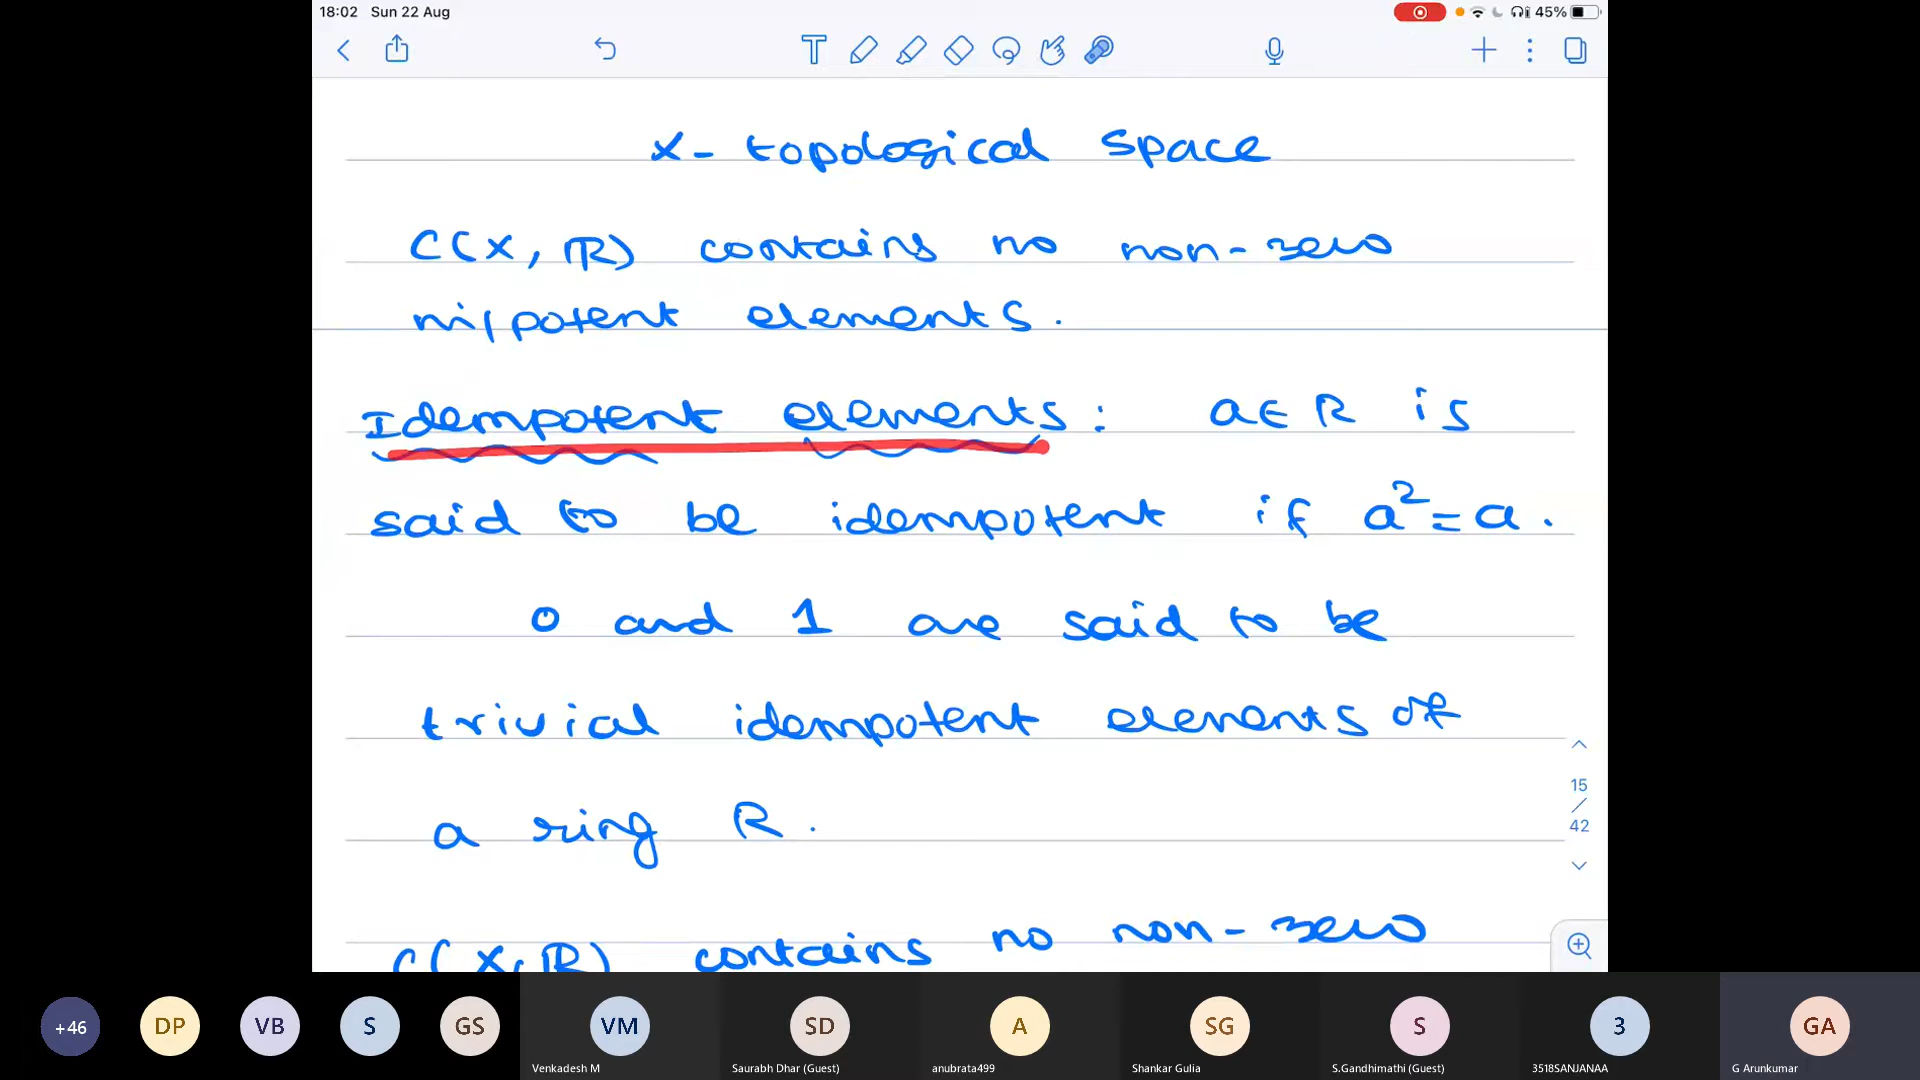 18:02 Sun 22 Aug
45%
X- topological space
C(X, ℝ) contains no non-zero
nilpotent elements.
Idempotent elements: a∈R is
said to be idempotent if a²=a.
0 and 1 are said to be
trivial idempotent elements of
a ring R.
C(X,ℝ) contains no non-zero
15
/
42
+46 DP VB S GS VM SD A SG S 3 GA
Venkadesh M Saurabh Dhar (Guest) anubrata499 Shankar Gulia S.Gandhimathi (Guest) 3518SANJANAA G Arunkumar